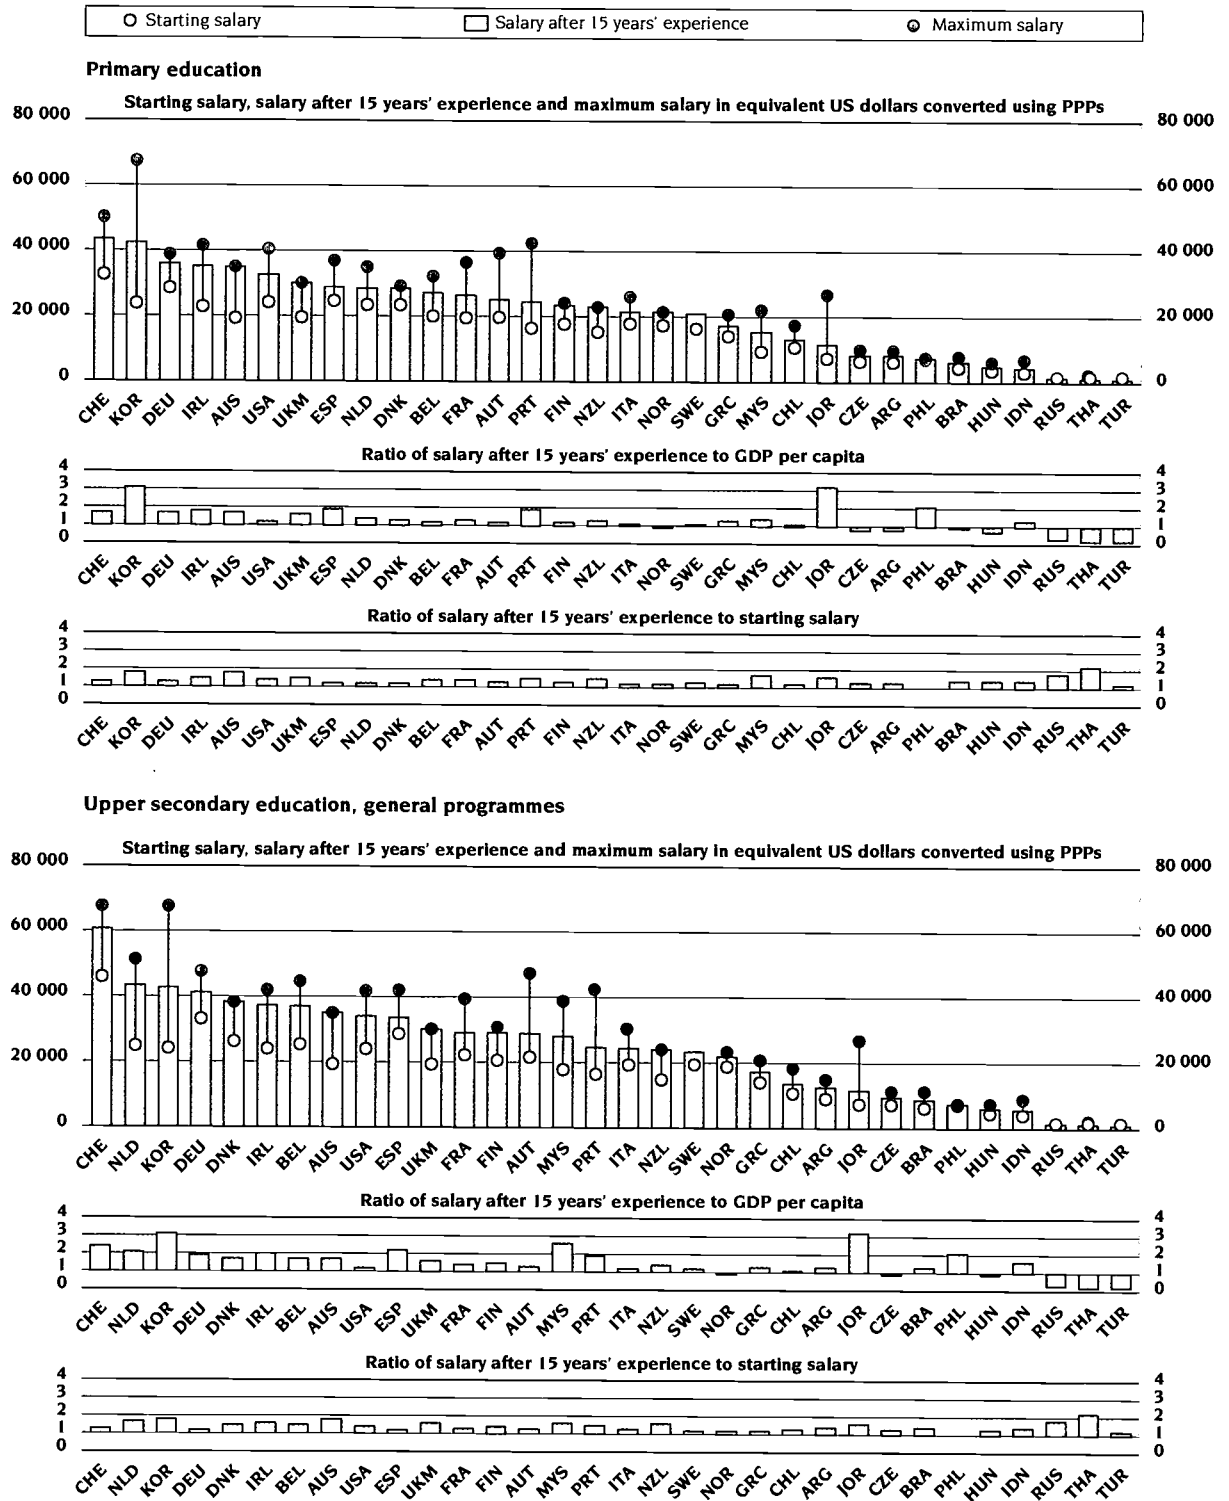 Starting salary Salary after 15 years' experience Maximum salary
Primary education
Starting salary, salary after 15 years' experience and maximum salary in equivalent US dollars converted using PPPs
80 000 80 000
60 000 60 000
40 000 40 000
20 000 20 000
0 0
CHE KOR DEU IRL AUS USA UKM ESP NLD DNK BEL FRA AUT PRT FIN NZL ITA NOR SWE GRC MYS CHL JOR CZE ARG PHL BRA HUN IDN RUS THA TUR
Ratio of salary after 15 years' experience to GDP per capita
4 4
3 3
2 2
1 1
0 0
CHE KOR DEU IRL AUS USA UKM ESP NLD DNK BEL FRA AUT PRT FIN NZL ITA NOR SWE GRC MYS CHL JOR CZE ARG PHL BRA HUN IDN RUS THA TUR
Ratio of salary after 15 years' experience to starting salary
4 4
3 3
2 2
1 1
0 0
CHE KOR DEU IRL AUS USA UKM ESP NLD DNK BEL FRA AUT PRT FIN NZL ITA NOR SWE GRC MYS CHL JOR CZE ARG PHL BRA HUN IDN RUS THA TUR
Upper secondary education, general programmes
Starting salary, salary after 15 years' experience and maximum salary in equivalent US dollars converted using PPPs
80 000 80 000
60 000 60 000
40 000 40 000
20 000 20 000
0 0
CHE NLD KOR DEU DNK IRL BEL AUS USA ESP UKM FRA FIN AUT MYS PRT ITA NZL SWE NOR GRC CHL ARG JOR CZE BRA PHL HUN IDN RUS THA TUR
Ratio of salary after 15 years' experience to GDP per capita
4 4
3 3
2 2
1 1
0 0
CHE NLD KOR DEU DNK IRL BEL AUS USA ESP UKM FRA FIN AUT MYS PRT ITA NZL SWE NOR GRC CHL ARG JOR CZE BRA PHL HUN IDN RUS THA TUR
Ratio of salary after 15 years' experience to starting salary
4 4
3 3
2 2
1 1
0 0
CHE NLD KOR DEU DNK IRL BEL AUS USA ESP UKM FRA FIN AUT MYS PRT ITA NZL SWE NOR GRC CHL ARG JOR CZE BRA PHL HUN IDN RUS THA TUR